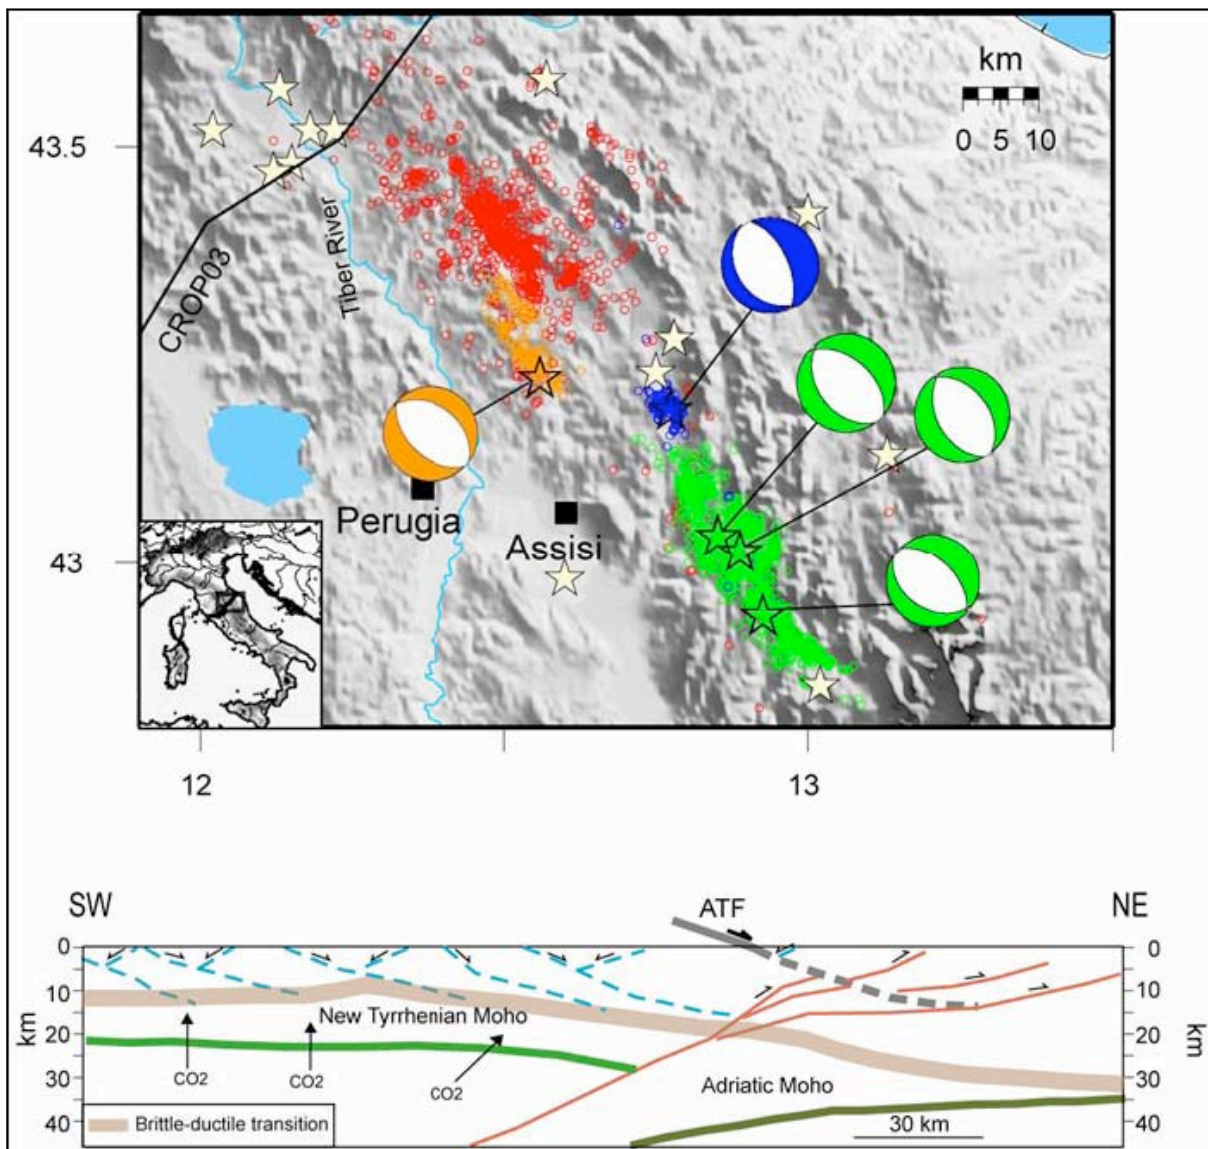 km
0 5 10
43.5
Tiber River
CROP03
Perugia
Assisi
43
12
13
SW
ATF
NE
0
0
10
10
km
20
New Tyrrhenian Moho
20
km
30
CO2
CO2
CO2
Adriatic Moho
30
40
Brittle-ductile transition
30 km
40